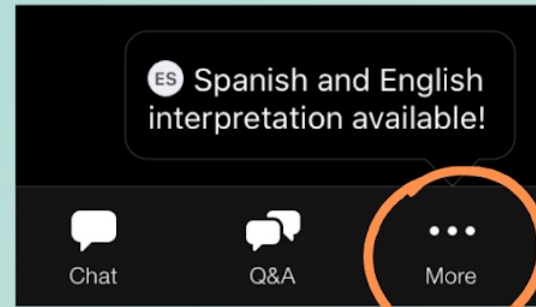 ES Spanish and English
interpretation available!
Chat
Q&A
More